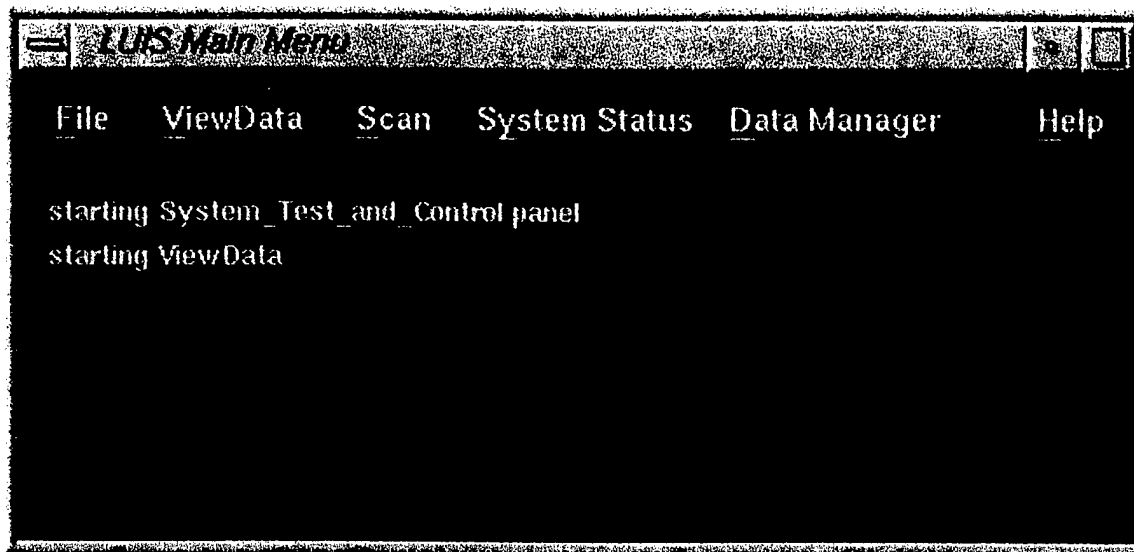 LUIS Main Menu
File ViewData Scan System Status Data Manager Help
starting System_Test_and_Control panel
starting ViewData